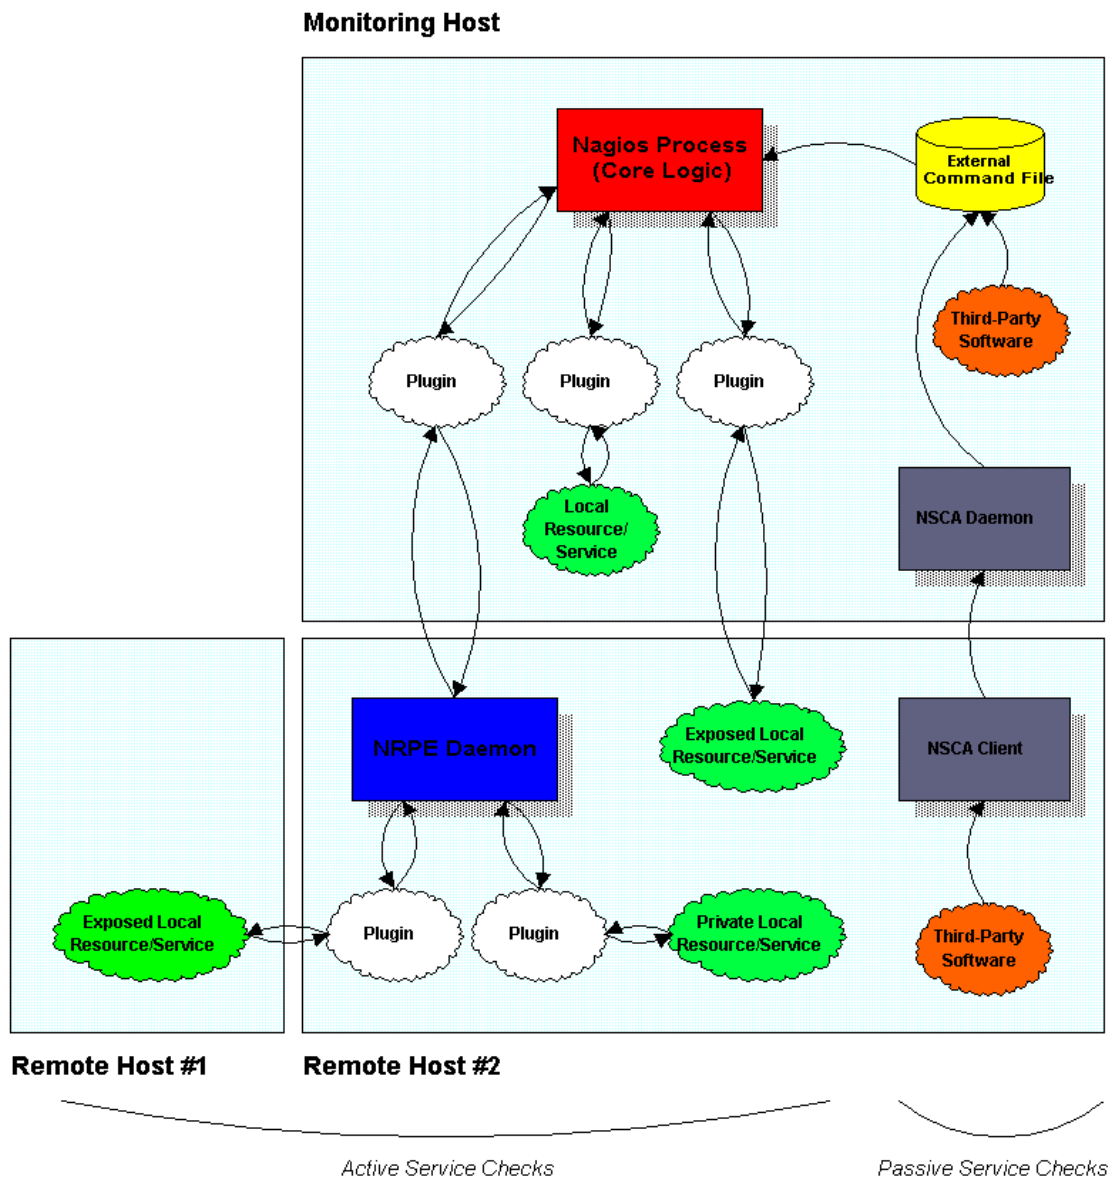 Monitoring Host
Nagios Process
(Core Logic)
External
Command File
Third-Party
Software
Plugin
Plugin
Plugin
Local
Resource/
Service
NSCA Daemon
NRPE Daemon
Exposed Local
Resource/Service
NSCA Client
Exposed Local
Resource/Service
Plugin
Plugin
Private Local
Resource/Service
Third-Party
Software
Remote Host #1
Remote Host #2
Active Service Checks
Passive Service Checks